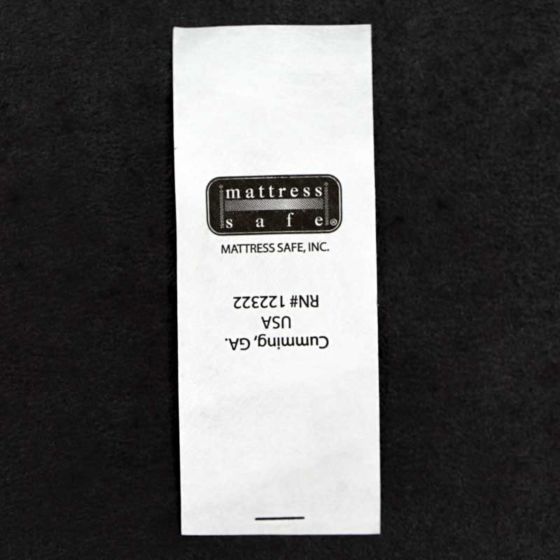 mattress
safe®
MATTRESS SAFE, INC.
Cumming, GA.
USA
RN# 122322